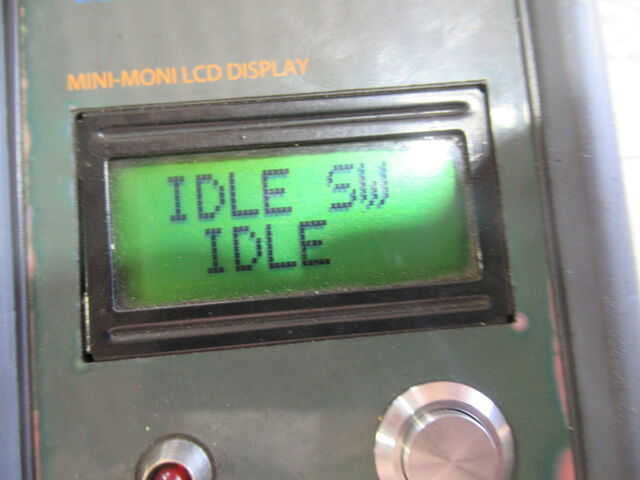 MINI-MONI LCD DISPLAY
IDLE SW
IDLE